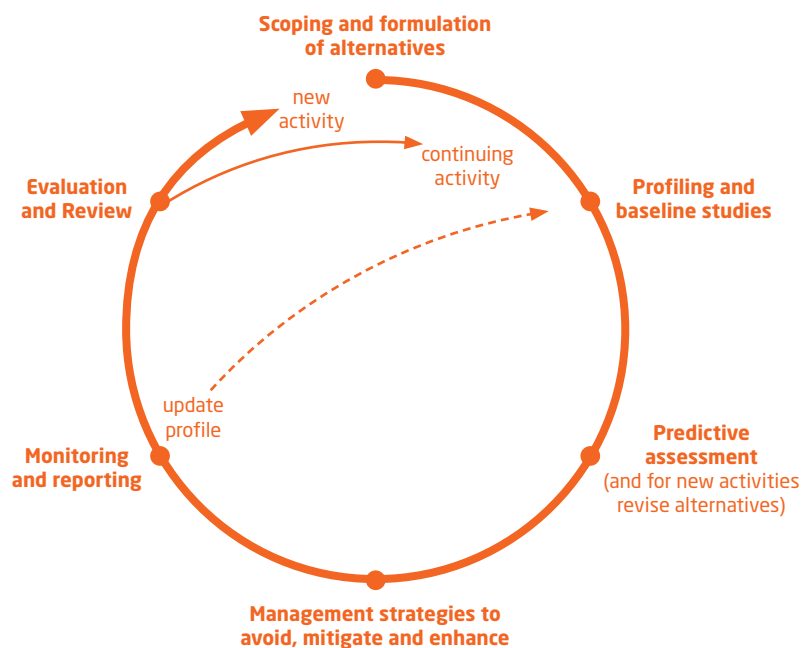 Scoping and formulation
of alternatives
new
activity
continuing
activity
Evaluation
and Review
Profiling and
baseline studies
update
profile
Monitoring
and reporting
Predictive
assessment
(and for new activities
revise alternatives)
Management strategies to
avoid, mitigate and enhance